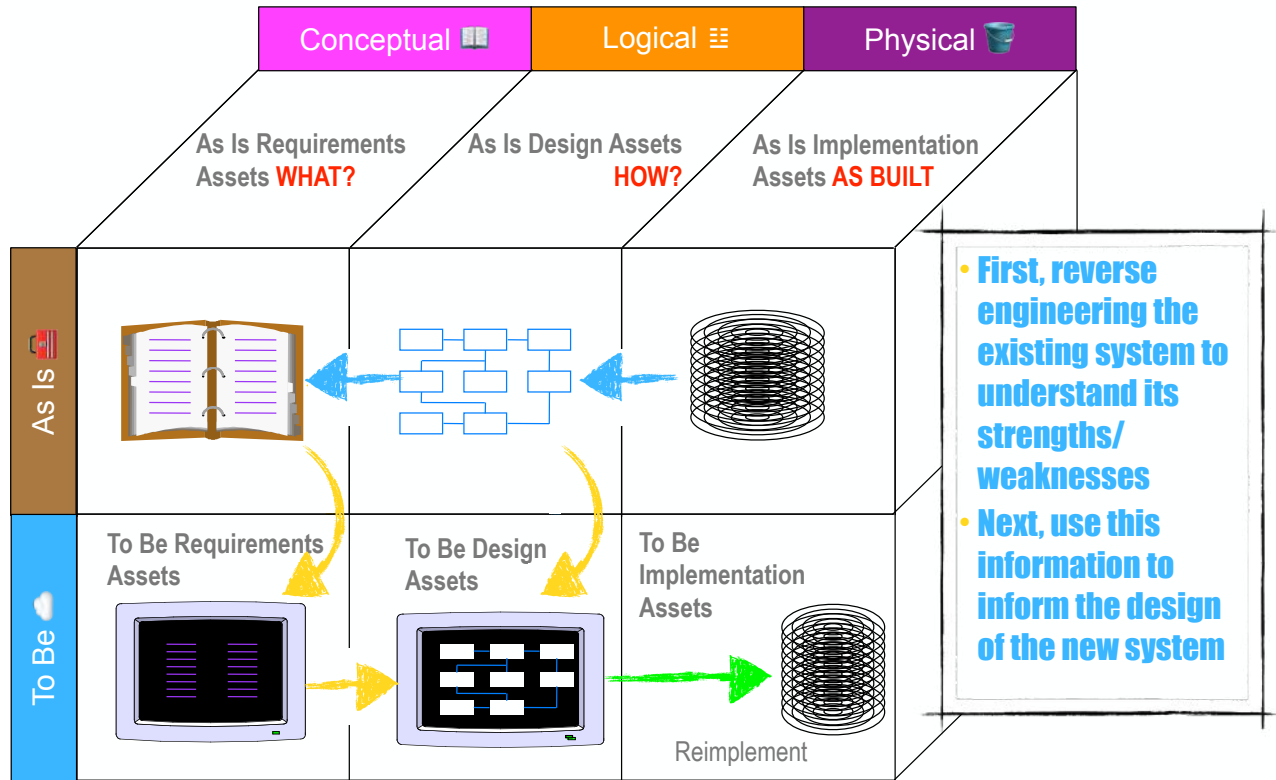 Conceptual 📖
Logical ☷
Physical 🪣
As Is Requirements
Assets WHAT?
As Is Design Assets
HOW?
As Is Implementation
Assets AS BUILT
As Is 🧰
• First, reverse
engineering the
existing system to
understand its
strengths/
weaknesses
• Next, use this
information to
inform the design
of the new system
To Be ☁️
To Be Requirements
Assets
To Be Design
Assets
To Be
Implementation
Assets
Reimplement